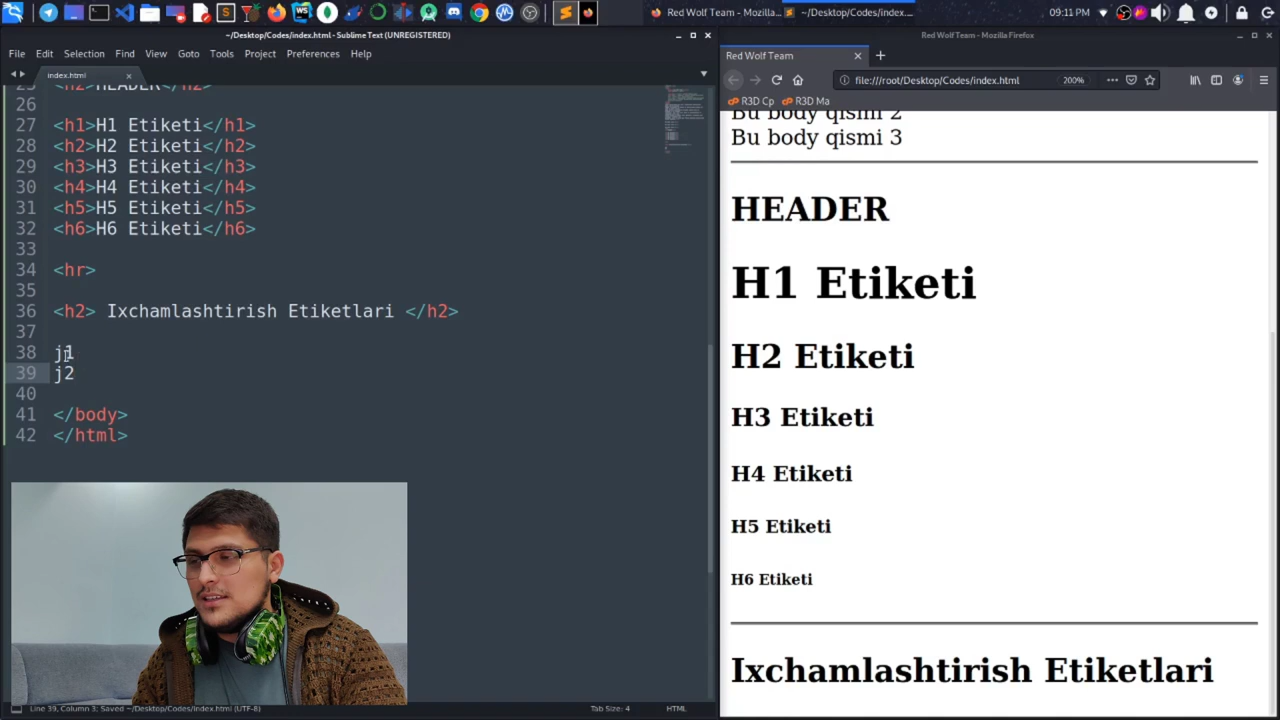 Red Wolf Team - Mozilla...
~/Desktop/Codes/index....
09:11 PM
~/Desktop/Codes/index.html - Sublime Text (UNREGISTERED)
Red Wolf Team - Mozilla Firefox
File Edit Selection Find View Goto Tools Project Preferences Help
index.html
Red Wolf Team
file:///root/Desktop/Codes/index.html 200%
R3D Cp R3D Ma
25 <h2>HEADER</h2>
26
27 <h1>H1 Etiketi</h1>
28 <h2>H2 Etiketi</h2>
29 <h3>H3 Etiketi</h3>
30 <h4>H4 Etiketi</h4>
31 <h5>H5 Etiketi</h5>
32 <h6>H6 Etiketi</h6>
33
34 <hr>
35
36 <h2> Ixchamlashtirish Etiketlari </h2>
37
38 j1
39 j2
40
41 </body>
42 </html>
Line 39, Column 3; Saved ~/Desktop/Codes/index.html (UTF-8)
Tab Size: 4
HTML
Bu body qismi 2
Bu body qismi 3
HEADER
H1 Etiketi
H2 Etiketi
H3 Etiketi
H4 Etiketi
H5 Etiketi
H6 Etiketi
Ixchamlashtirish Etiketlari